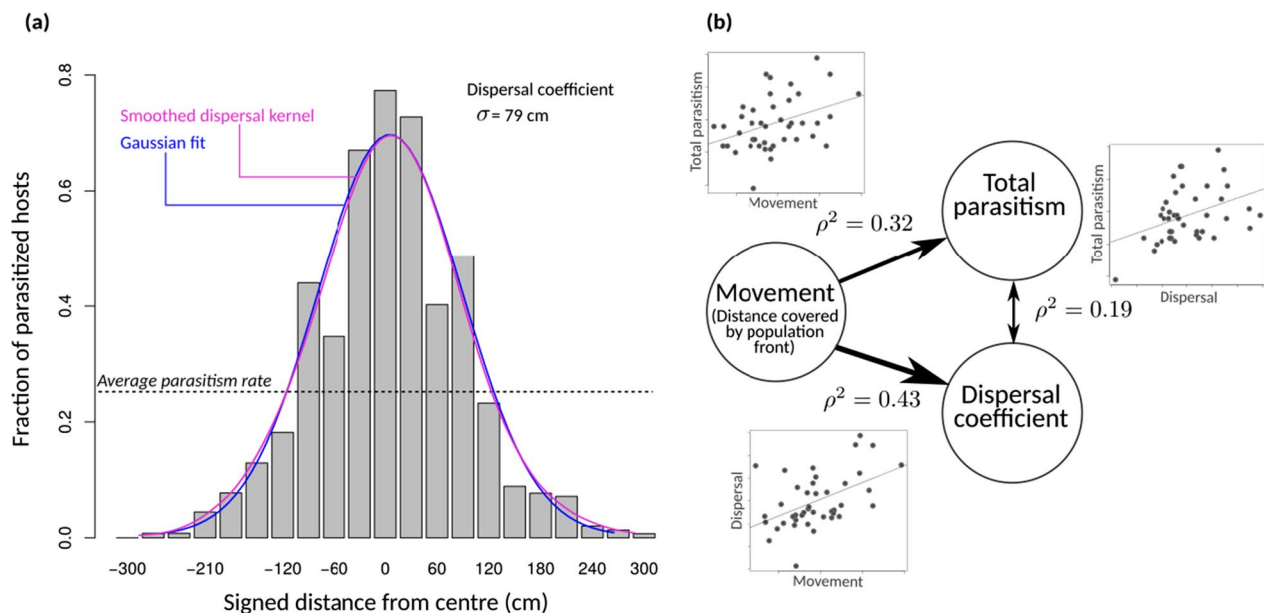 (a)
0.8
0.6
0.4
0.2
0.0
Fraction of parasitized hosts
Dispersal coefficient
σ = 79 cm
Smoothed dispersal kernel
Gaussian fit
Average parasitism rate
−300 −210 −120 −60 0 60 120 180 240 300
Signed distance from centre (cm)
(b)
Total parasitism
Movement
ρ² = 0.32
Total
parasitism
Total parasitism
Dispersal
Movement
(Distance covered
by population
front)
ρ² = 0.19
ρ² = 0.43
Dispersal
coefficient
Dispersal
Movement